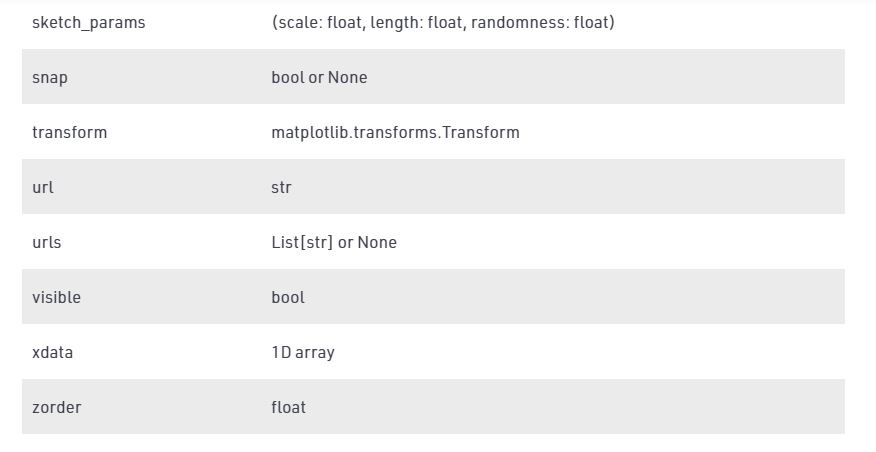 sketch_params (scale: float, length: float, randomness: float)
snap bool or None
transform matplotlib.transforms.Transform
url str
urls List[str] or None
visible bool
xdata 1D array
zorder float